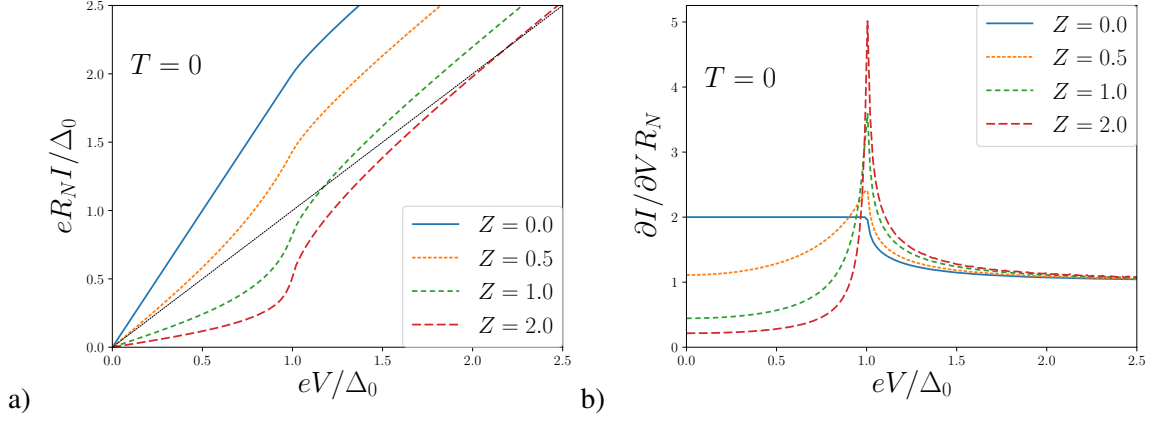 2.5
2.0
1.5
1.0
0.5
0.0
0.0 0.5 1.0 1.5 2.0 2.5
eR_N I/Δ_0
eV/Δ_0
T = 0
Z = 0.0
Z = 0.5
Z = 1.0
Z = 2.0
a)
5
4
3
2
1
0
0.0 0.5 1.0 1.5 2.0 2.5
∂I/∂V R_N
eV/Δ_0
T = 0
Z = 0.0
Z = 0.5
Z = 1.0
Z = 2.0
b)